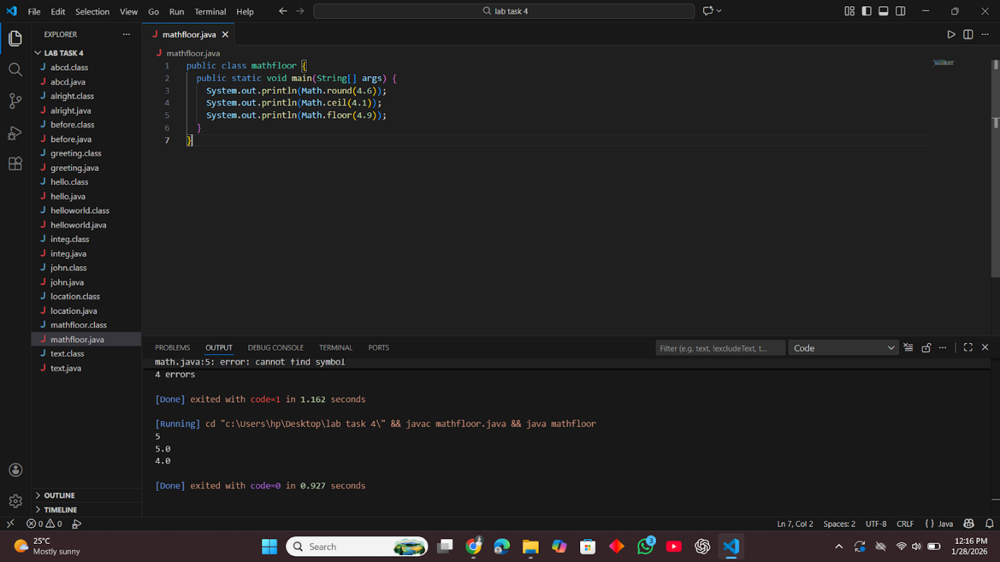 File Edit Selection View Go Run Terminal Help
lab task 4
EXPLORER
LAB TASK 4
abcd.class
abcd.java
alright.class
alright.java
before.class
before.java
greeting.class
greeting.java
hello.class
hello.java
helloworld.class
helloworld.java
integ.class
integ.java
john.class
john.java
location.class
location.java
mathfloor.class
mathfloor.java
text.class
text.java
OUTLINE
TIMELINE
J mathfloor.java
J mathfloor.java
1 public class mathfloor {
2 public static void main(String[] args) {
3 System.out.println(Math.round(4.6));
4 System.out.println(Math.ceil(4.1));
5 System.out.println(Math.floor(4.9));
6 }
7 }
PROBLEMS OUTPUT DEBUG CONSOLE TERMINAL PORTS
Filter (e.g. text, !excludeText, t...
Code
math.java:5: error: cannot find symbol
4 errors
[Done] exited with code=1 in 1.162 seconds
[Running] cd "c:\Users\hp\Desktop\lab task 4\" && javac mathfloor.java && java mathfloor
5
5.0
4.0
[Done] exited with code=0 in 0.927 seconds
0 0
Ln 7, Col 2 Spaces: 2 UTF-8 CRLF { } Java
25°C
Mostly sunny
Search
3
12:16 PM
1/28/2026